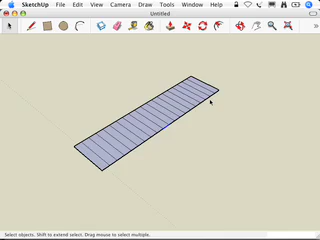 SketchUp File Edit View Camera Draw Tools Window Help
Untitled
Select objects. Shift to extend select. Drag mouse to select multiple.